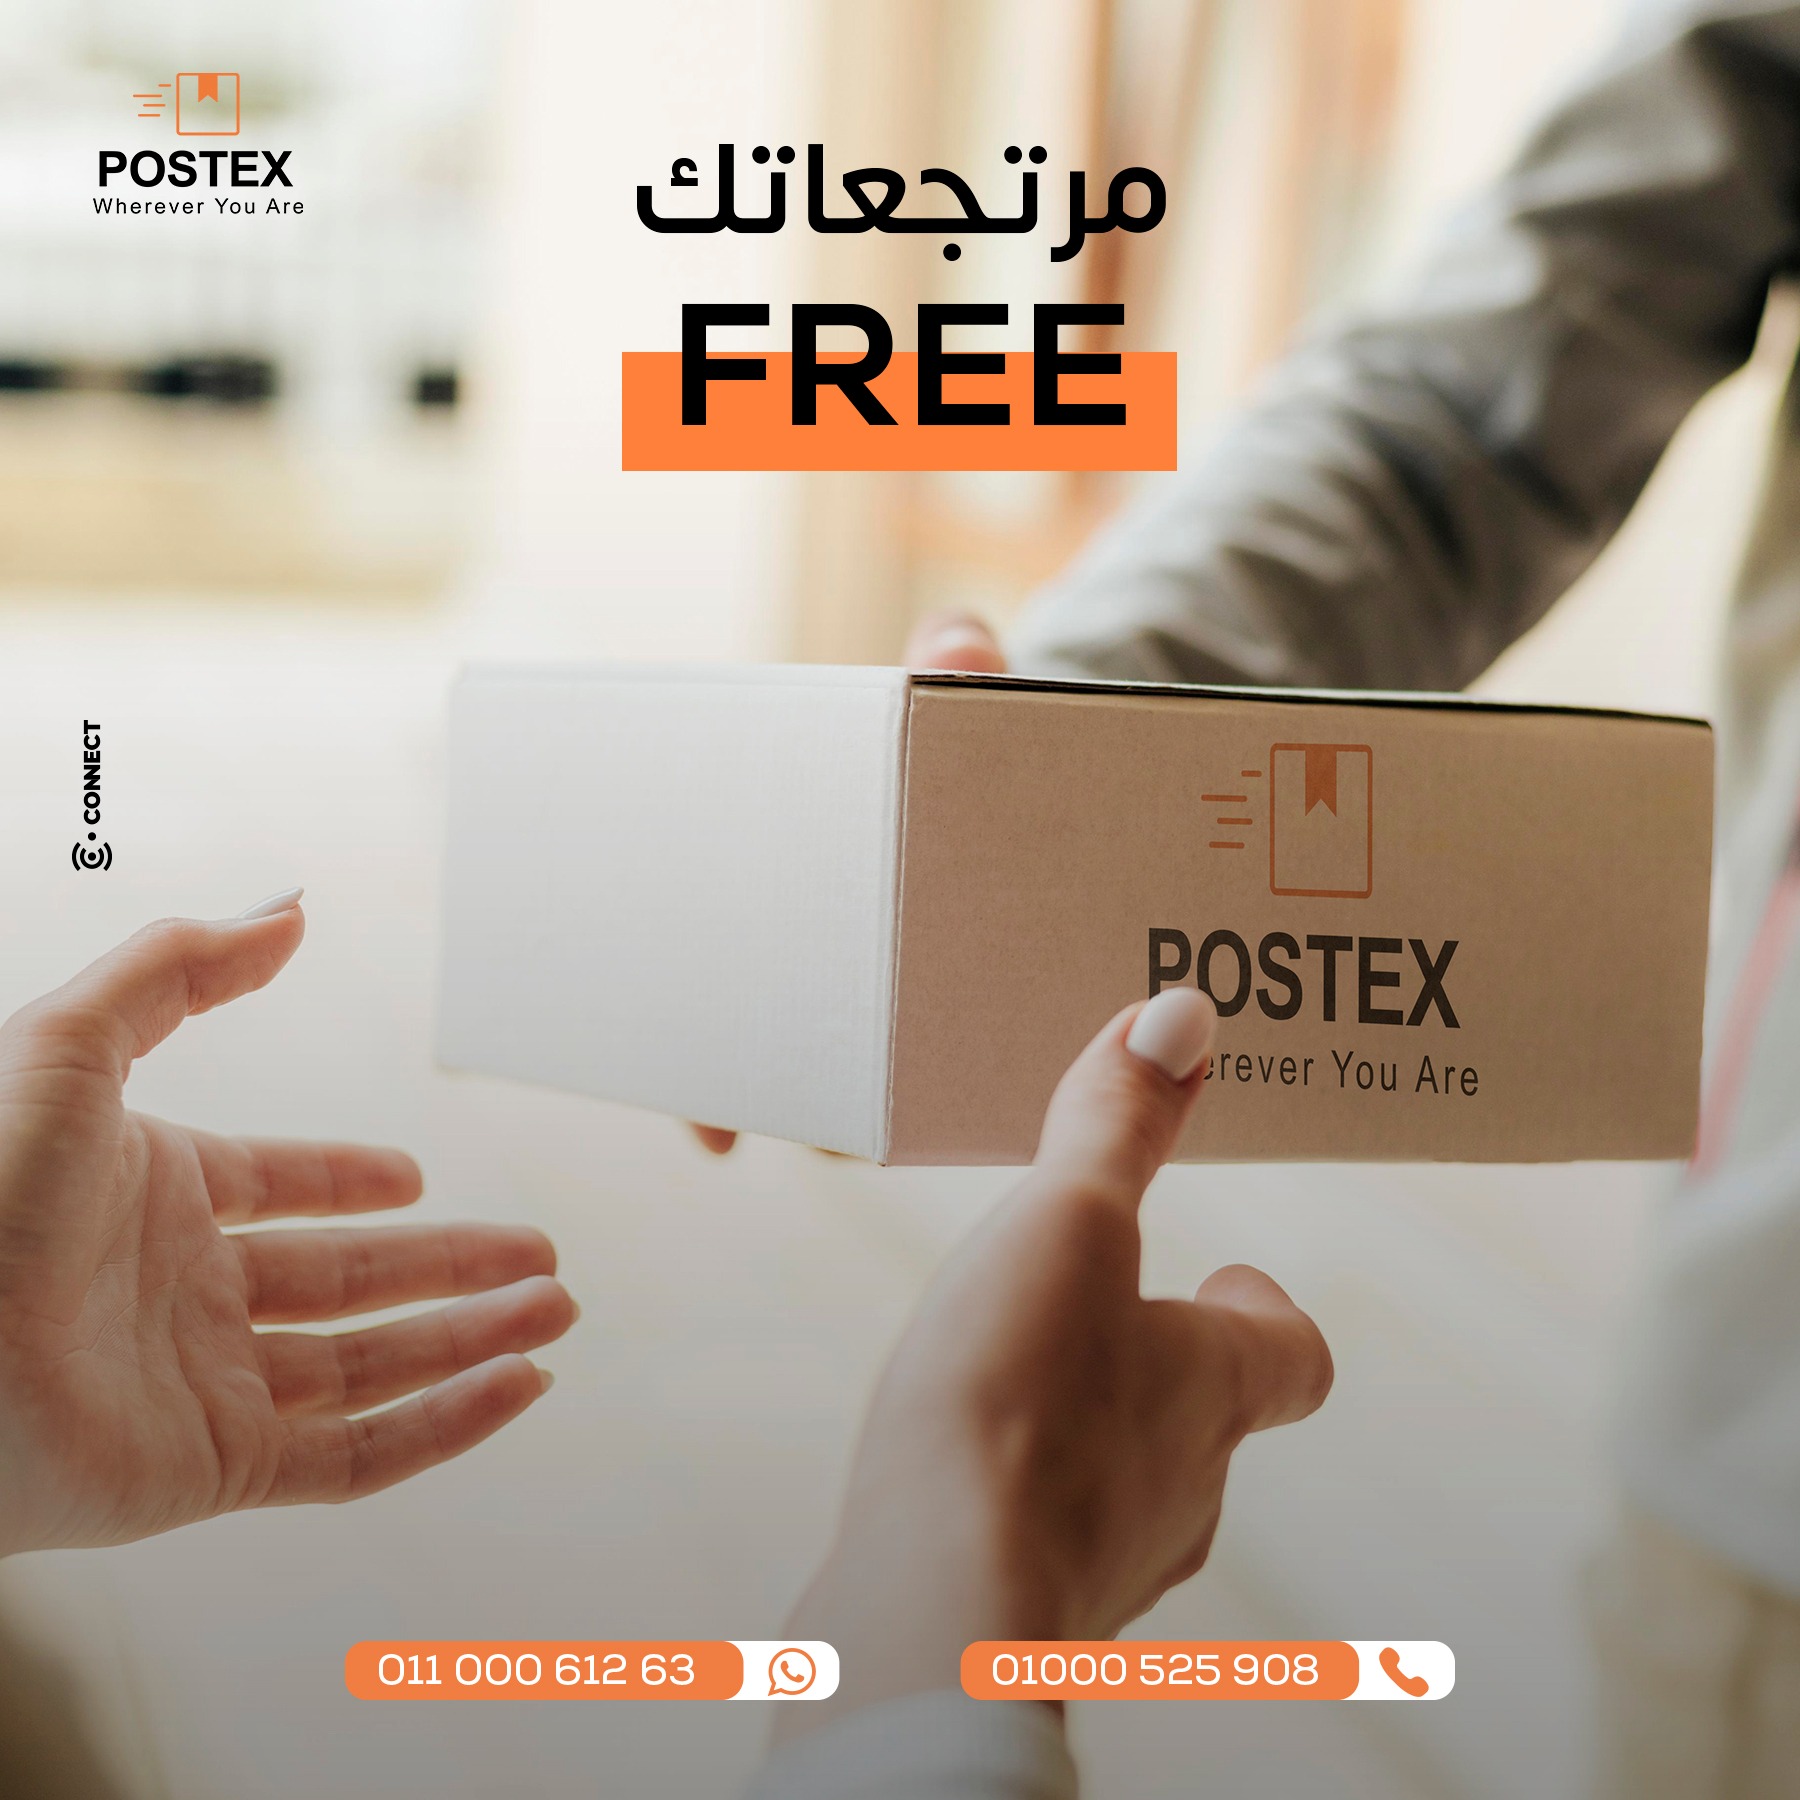 POSTEX
Wherever You Are
مرتجعاتك
FREE
CONNECT
POSTEX
erever You Are
011 000 612 63
01000 525 908